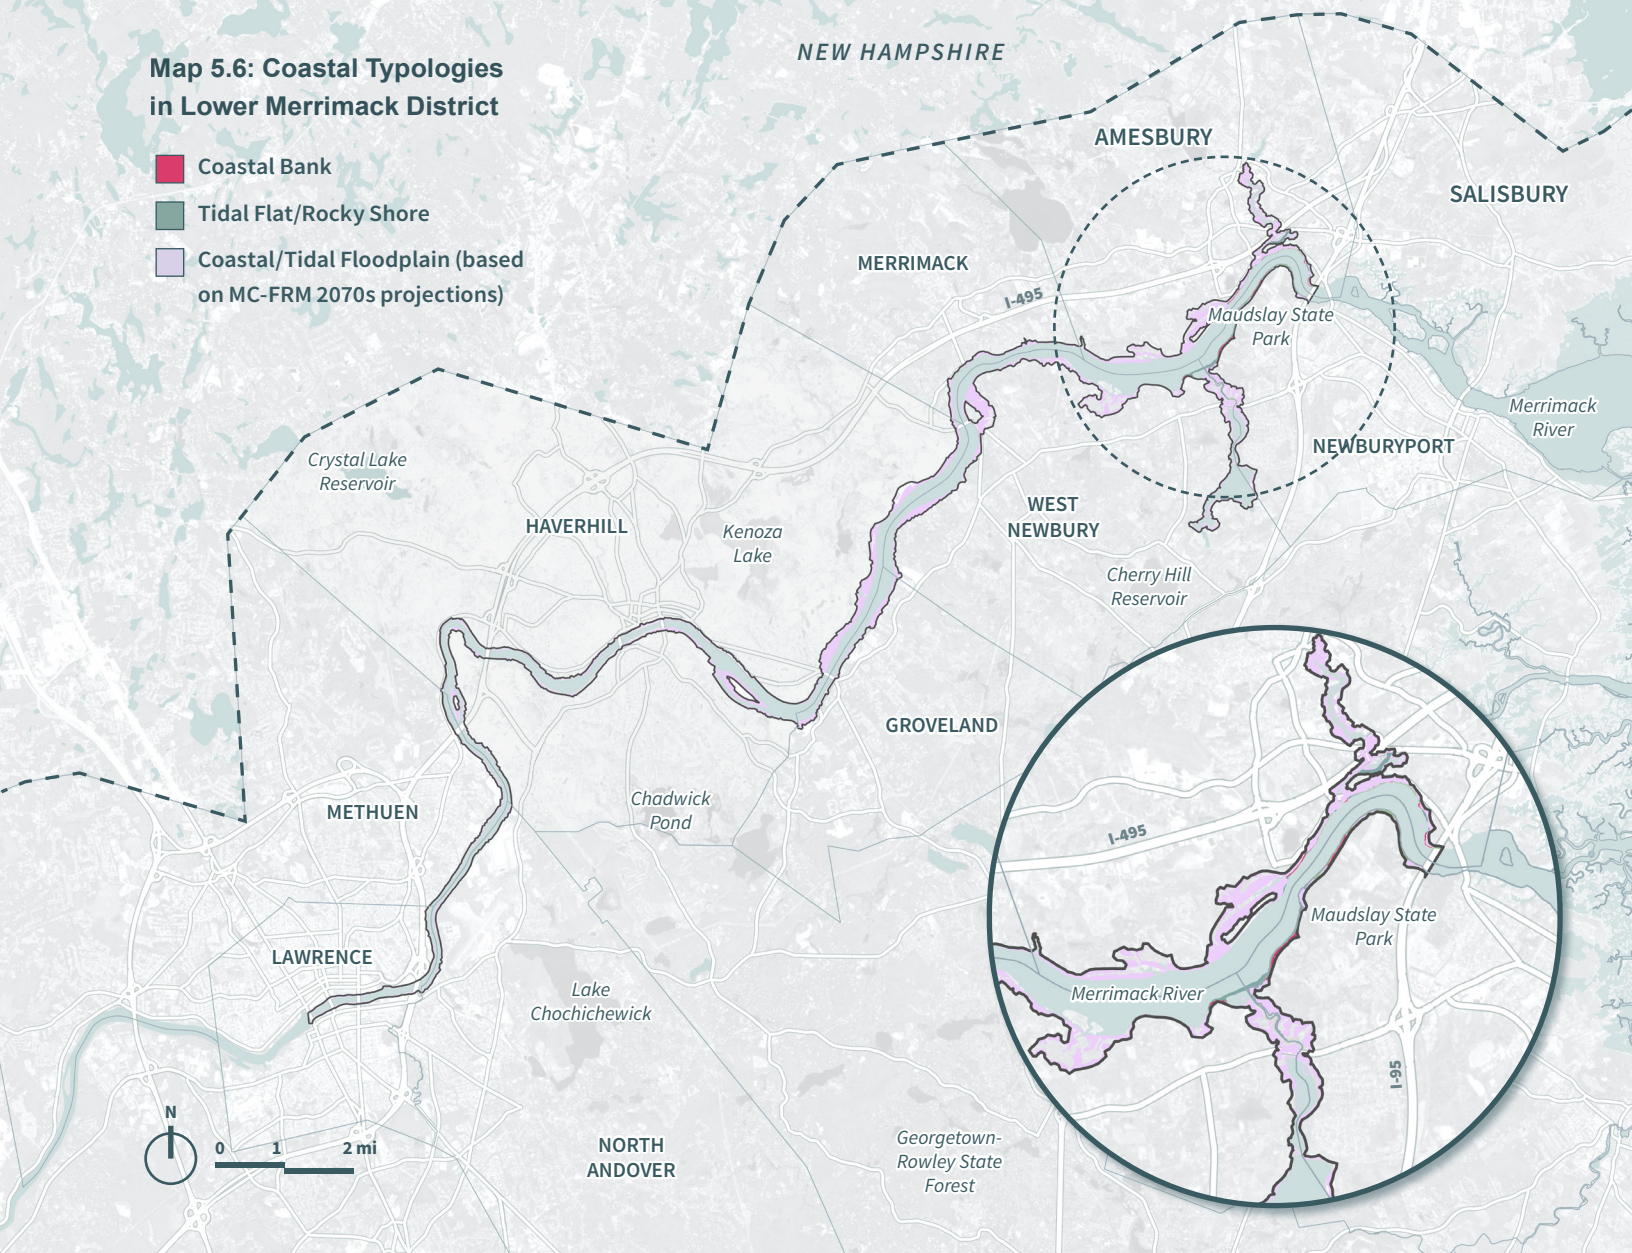 NEW HAMPSHIRE
Map 5.6: Coastal Typologies
in Lower Merrimack District
Coastal Bank
Tidal Flat/Rocky Shore
Coastal/Tidal Floodplain (based
on MC-FRM 2070s projections)
AMESBURY
SALISBURY
MERRIMACK
I-495
Maudslay State
Park
Merrimack
River
NEWBURYPORT
Crystal Lake
Reservoir
HAVERHILL
Kenoza
Lake
WEST
NEWBURY
Cherry Hill
Reservoir
GROVELAND
METHUEN
Chadwick
Pond
I-495
Maudslay State
Park
Merrimack River
I-95
LAWRENCE
Lake
Chochichewick
N
0 1 2 mi
NORTH
ANDOVER
Georgetown-
Rowley State
Forest